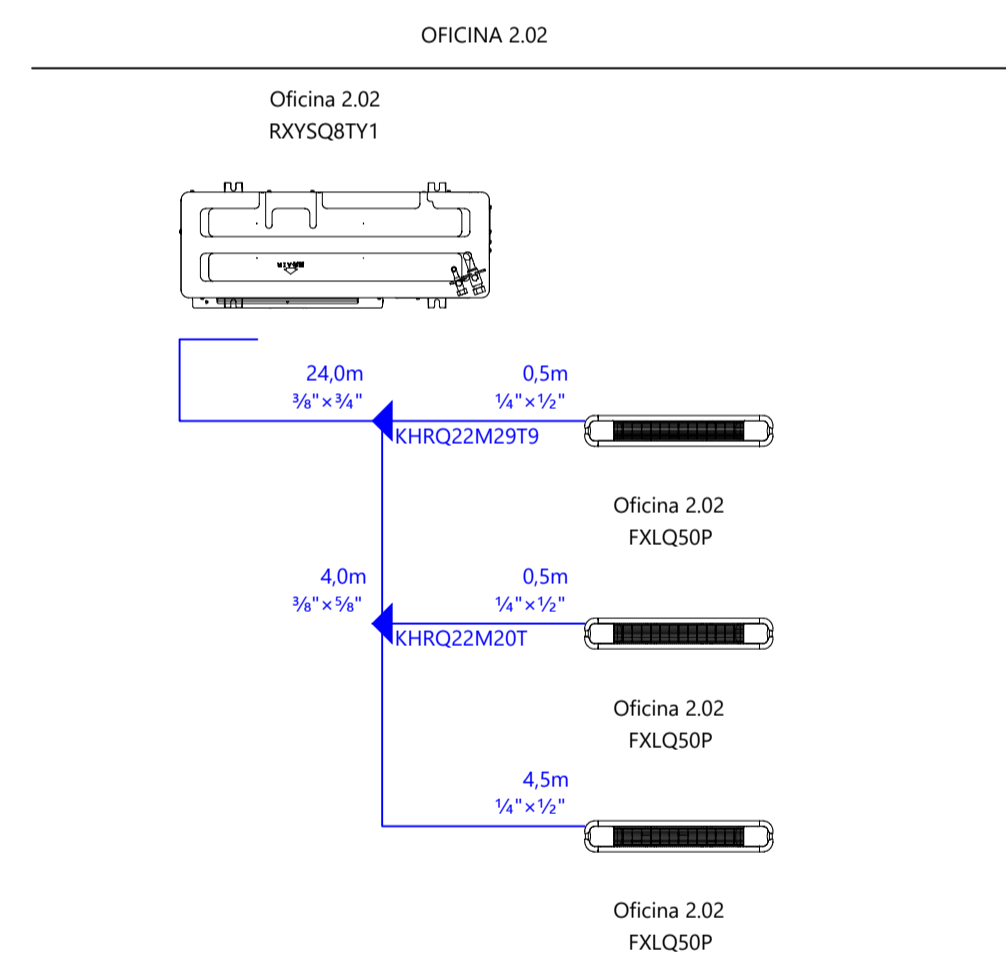 OFICINA 2.02
Oficina 2.02
RXYSQ8TY1
24,0m
⅜"×¾"
0,5m
¼"×½"
KHRQ22M29T9
Oficina 2.02
FXLQ50P
4,0m
⅜"×⅝"
0,5m
¼"×½"
KHRQ22M20T
Oficina 2.02
FXLQ50P
4,5m
¼"×½"
Oficina 2.02
FXLQ50P